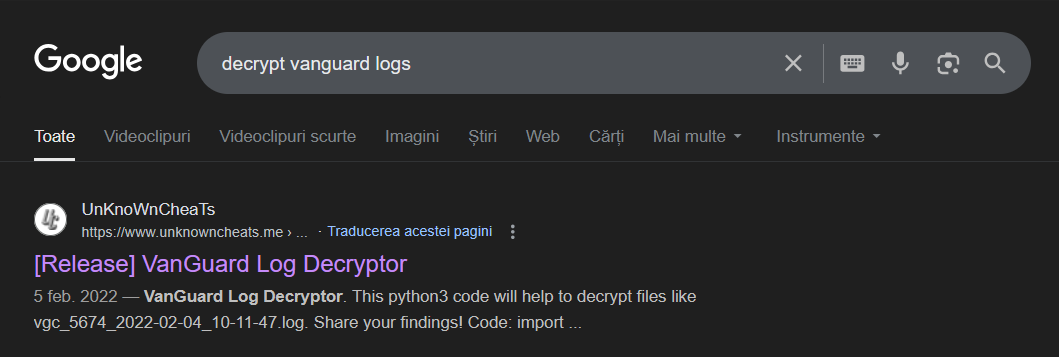 Google
decrypt vanguard logs
Toate Videoclipuri Videoclipuri scurte Imagini Știri Web Cărți Mai multe Instrumente
UC
UnKnoWnCheaTs
https://www.unknowncheats.me › ... · Traducerea acestei pagini
[Release] VanGuard Log Decryptor
5 feb. 2022 — VanGuard Log Decryptor. This python3 code will help to decrypt files like
vgc_5674_2022-02-04_10-11-47.log. Share your findings! Code: import ...